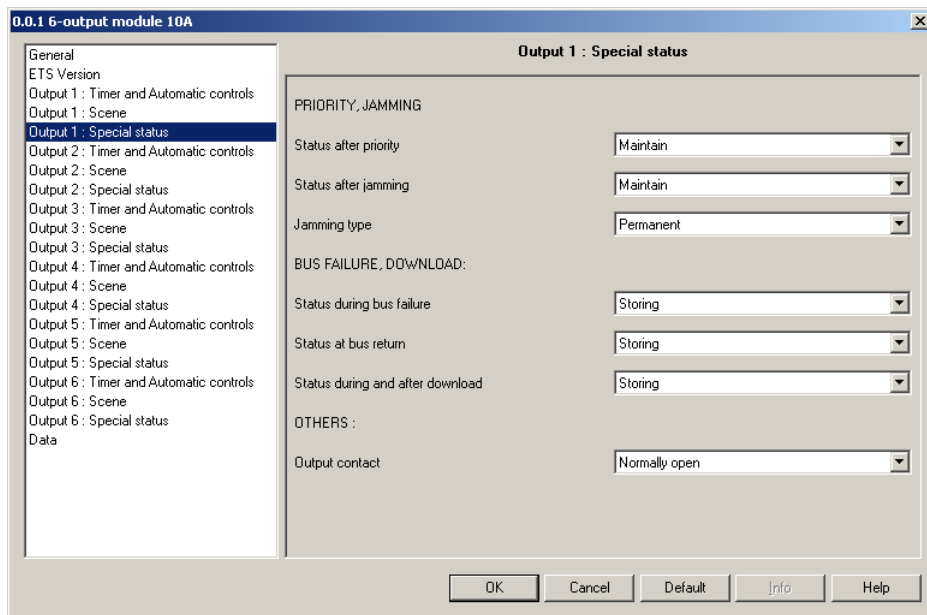 0.0.1 6-output module 10A
General
ETS Version
Output 1 : Timer and Automatic controls
Output 1 : Scene
Output 1 : Special status
Output 2 : Timer and Automatic controls
Output 2 : Scene
Output 2 : Special status
Output 3 : Timer and Automatic controls
Output 3 : Scene
Output 3 : Special status
Output 4 : Timer and Automatic controls
Output 4 : Scene
Output 4 : Special status
Output 5 : Timer and Automatic controls
Output 5 : Scene
Output 5 : Special status
Output 6 : Timer and Automatic controls
Output 6 : Scene
Output 6 : Special status
Data
Output 1 : Special status
PRIORITY, JAMMING
Status after priority Maintain
Status after jamming Maintain
Jamming type Permanent
BUS FAILURE, DOWNLOAD:
Status during bus failure Storing
Status at bus return Storing
Status during and after download Storing
OTHERS :
Output contact Normally open
OK Cancel Default Info Help